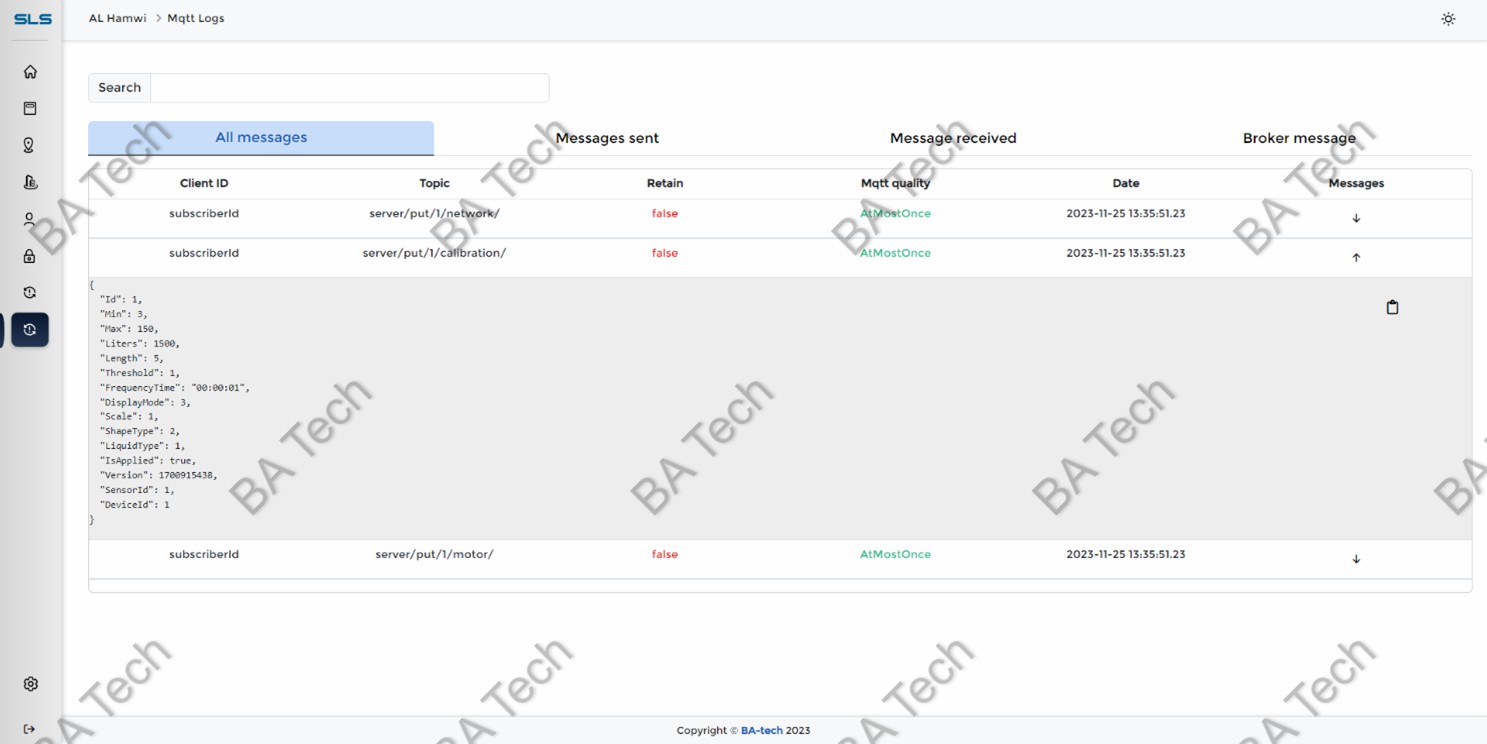 SLS
AL Hamwi > Mqtt Logs
Search
All messages Messages sent Message received Broker message
Client ID Topic Retain Mqtt quality Date Messages
subscriberId server/put/1/network/ false AtMostOnce 2023-11-25 13:35:51.23
subscriberId server/put/1/calibration/ false AtMostOnce 2023-11-25 13:35:51.23
{
"Id": 1,
"Min": 3,
"Max": 150,
"Liters": 1500,
"Length": 5,
"Threshold": 1,
"FrequencyTime": "00:00:01",
"DisplayMode": 3,
"Scale": 1,
"ShapeType": 2,
"LiquidType": 1,
"IsApplied": true,
"Version": 1700915438,
"SensorId": 1,
"DeviceId": 1
}
subscriberId server/put/1/motor/ false AtMostOnce 2023-11-25 13:35:51.23
Copyright © BA-tech 2023
BA Tech BA Tech BA Tech BA Tech
BA Tech BA Tech BA Tech BA
BA Tech BA Tech BA Tech BA Tech